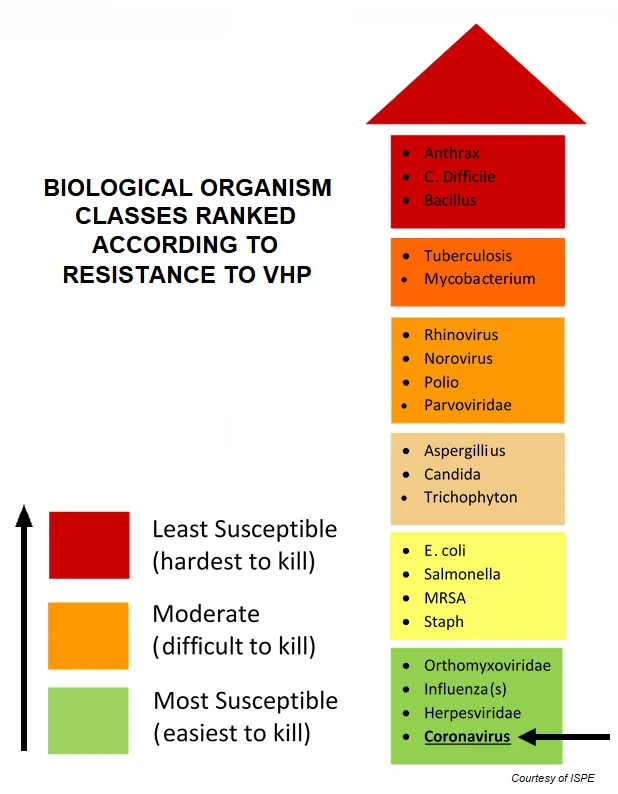 BIOLOGICAL ORGANISM
CLASSES RANKED
ACCORDING TO
RESISTANCE TO VHP
Anthrax
C. Difficile
Bacillus
Tuberculosis
Mycobacterium
Rhinovirus
Norovirus
Polio
Parvoviridae
Aspergillius
Candida
Trichophyton
E. coli
Salmonella
MRSA
Staph
Orthomyxoviridae
Influenza(s)
Herpesviridae
Coronavirus
Least Susceptible
(hardest to kill)
Moderate
(difficult to kill)
Most Susceptible
(easiest to kill)
Courtesy of ISPE